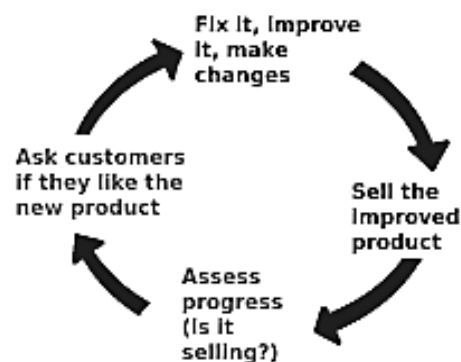 Fix it, improve
it, make
changes
Sell the
improved
product
Assess
progress
(is it
selling?)
Ask customers
if they like the
new product